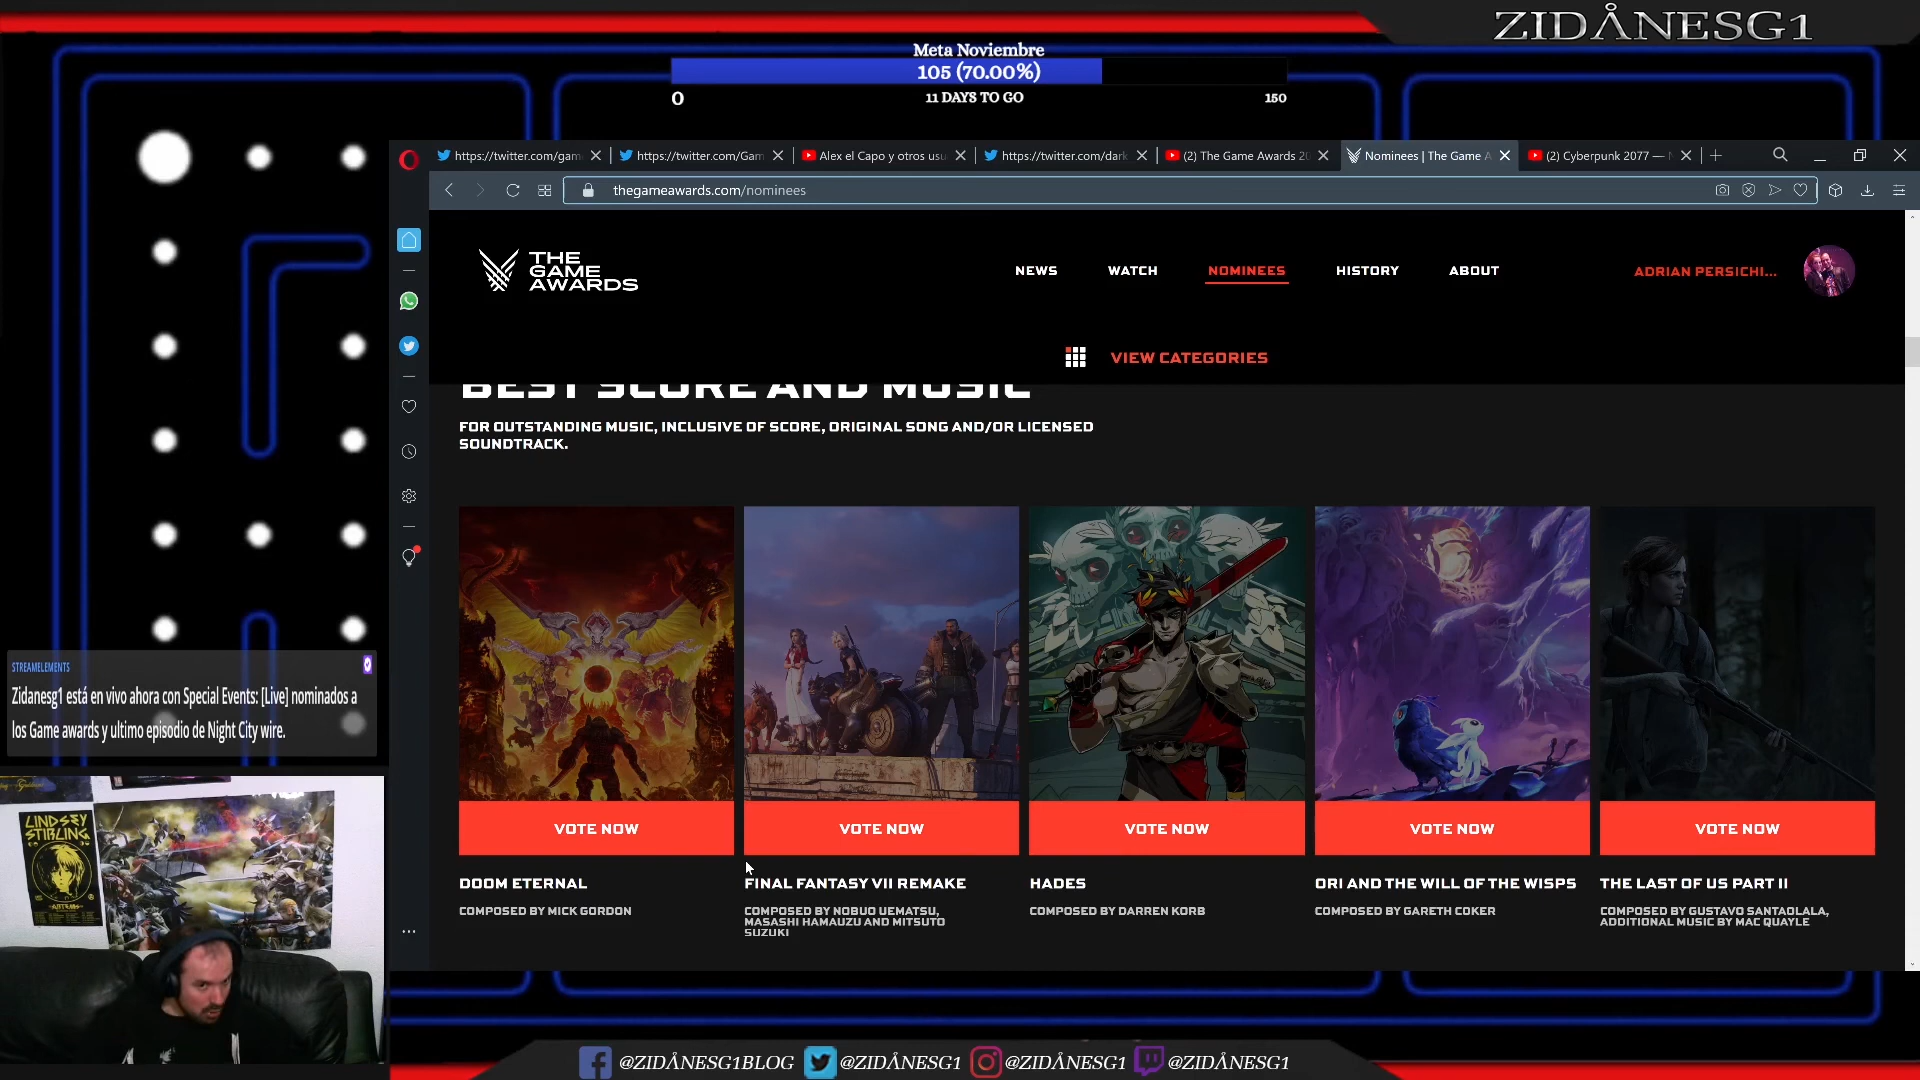 ZIDÅNESG1
Meta Noviembre
105 (70.00%)
0
11 DAYS TO GO
150
https://twitter.com/gam
https://twitter.com/Gam
Alex el Capo y otros usu
https://twitter.com/dark
(2) The Game Awards 20
Nominees | The Game A
(2) Cyberpunk 2077 —
thegameawards.com/nominees
THE
GAME
AWARDS
NEWS
WATCH
NOMINEES
HISTORY
ABOUT
ADRIAN PERSICHI...
VIEW CATEGORIES
BEST SCORE AND MUSIC
FOR OUTSTANDING MUSIC, INCLUSIVE OF SCORE, ORIGINAL SONG AND/OR LICENSED
SOUNDTRACK.
VOTE NOW
VOTE NOW
VOTE NOW
VOTE NOW
VOTE NOW
DOOM ETERNAL
COMPOSED BY MICK GORDON
FINAL FANTASY VII REMAKE
COMPOSED BY NOBUO UEMATSU,
MASASHI HAMAUZU AND MITSUTO
SUZUKI
HADES
COMPOSED BY DARREN KORB
ORI AND THE WILL OF THE WISPS
COMPOSED BY GARETH COKER
THE LAST OF US PART II
COMPOSED BY GUSTAVO SANTAOLALA,
ADDITIONAL MUSIC BY MAC QUAYLE
STREAMELEMENTS
Zidanesg1 está en vivo ahora con Special Events: [Live] nominados a
los Game awards y ultimo episodio de Night City wire.
LINDSEY
STIRLING
@ZIDÅNESG1BLOG
@ZIDÅNESG1
@ZIDÅNESG1
@ZIDÅNESG1